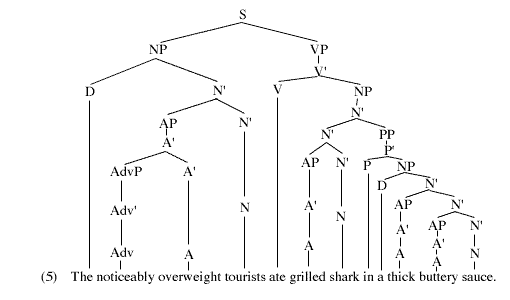 S
NP VP
V'
D N' V NP
N'
AP N' N' PP
A' P'
AdvP A' AP N' P NP
D N'
Adv' N A' N AP N'
A' AP N'
Adv A A A A' N
A
(5) The noticeably overweight tourists ate grilled shark in a thick buttery sauce.